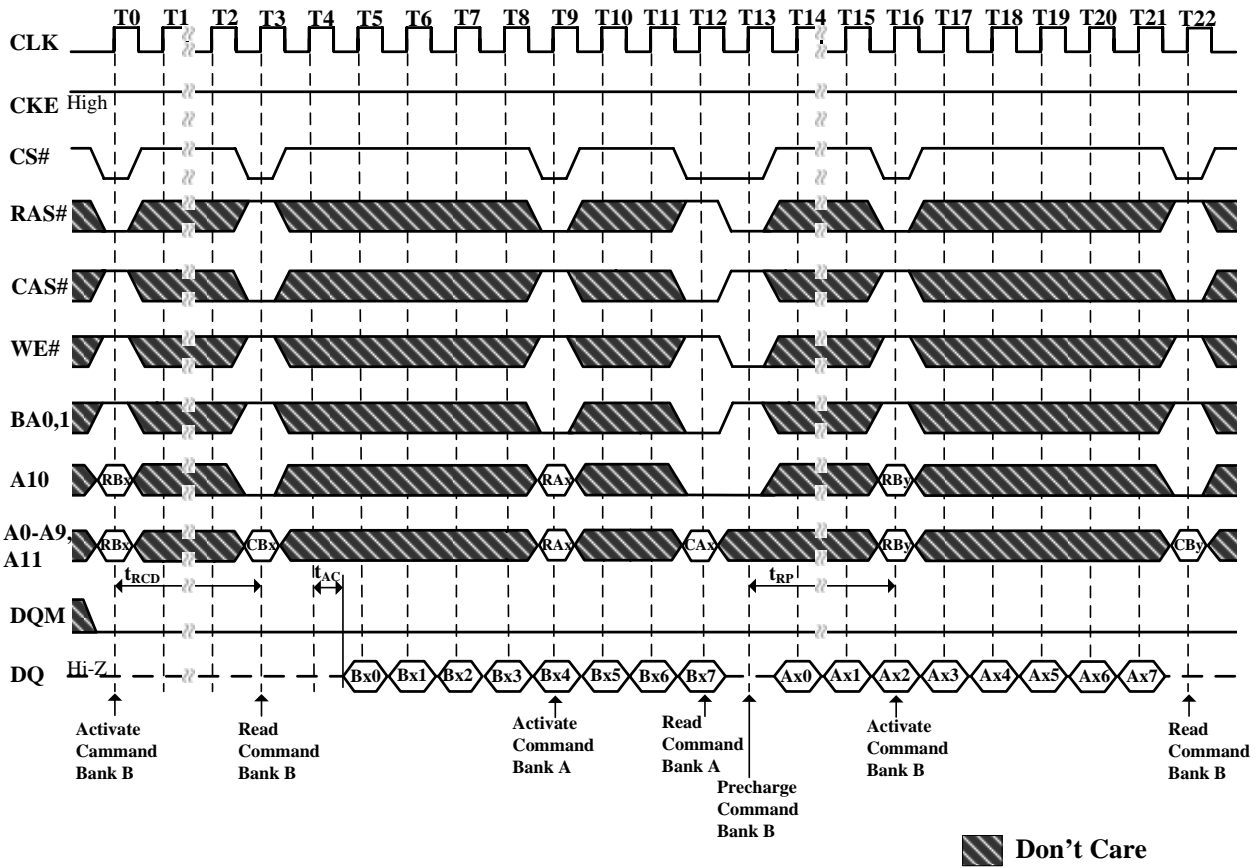 T0 T1 T2 T3 T4 T5 T6 T7 T8 T9 T10 T11 T12 T13 T14 T15 T16 T17 T18 T19 T20 T21 T22
CLK
CKE High
CS#
RAS#
CAS#
WE#
BA0,1
A10 RBx RAx RBy
A0-A9,
A11 RBx CBx RAx CAx RBy CBy
tRCD tAC tRP
DQM
DQ Hi-Z Bx0 Bx1 Bx2 Bx3 Bx4 Bx5 Bx6 Bx7 Ax0 Ax1 Ax2 Ax3 Ax4 Ax5 Ax6 Ax7
Activate
Cammand
Bank B
Read
Command
Bank B
Activate
Command
Bank A
Read
Command
Bank A
Precharge
Command
Bank B
Activate
Command
Bank B
Read
Command
Bank B
Don't Care